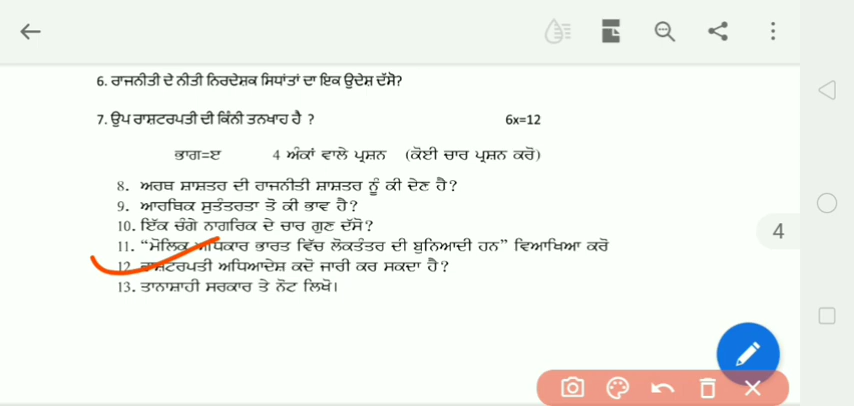 6. ਰਾਜਨੀਤੀ ਦੇ ਨੀਤੀ ਨਿਰਦੇਸ਼ਕ ਸਿਧਾਂਤਾਂ ਦਾ ਇਕ ਉਦੇਸ਼ ਦੱਸੋ?
7. ਉਪ ਰਾਸ਼ਟਰਪਤੀ ਦੀ ਕਿੰਨੀ ਤਨਖਾਹ ਹੈ ? 6x=12
ਭਾਗ=ੲ 4 ਅੰਕਾਂ ਵਾਲੇ ਪ੍ਰਸ਼ਨ (ਕੋਈ ਚਾਰ ਪ੍ਰਸ਼ਨ ਕਰੋ)
8. ਅਰਥ ਸ਼ਾਸ਼ਤਰ ਦੀ ਰਾਜਨੀਤੀ ਸ਼ਾਸ਼ਤਰ ਨੂੰ ਕੀ ਦੇਣ ਹੈ?
9. ਆਰਥਿਕ ਸੁਤੰਤਰਤਾ ਤੋ ਕੀ ਭਾਵ ਹੈ?
10. ਇੱਕ ਚੰਗੇ ਨਾਗਰਿਕ ਦੇ ਚਾਰ ਗੁਣ ਦੱਸੋ?
11. “ਮੋਲਿਕ ਅਧਿਕਾਰ ਭਾਰਤ ਵਿੱਚ ਲੋਕਤੰਤਰ ਦੀ ਬੁਨਿਆਦੀ ਹਨ” ਵਿਆਖਿਆ ਕਰੋ
12. ਰਾਸ਼ਟਰਪਤੀ ਅਧਿਆਦੇਸ਼ ਕਦੋ ਜਾਰੀ ਕਰ ਸਕਦਾ ਹੈ?
13. ਤਾਨਾਸ਼ਾਹੀ ਸਰਕਾਰ ਤੇ ਨੋਟ ਲਿਖੋ।
4